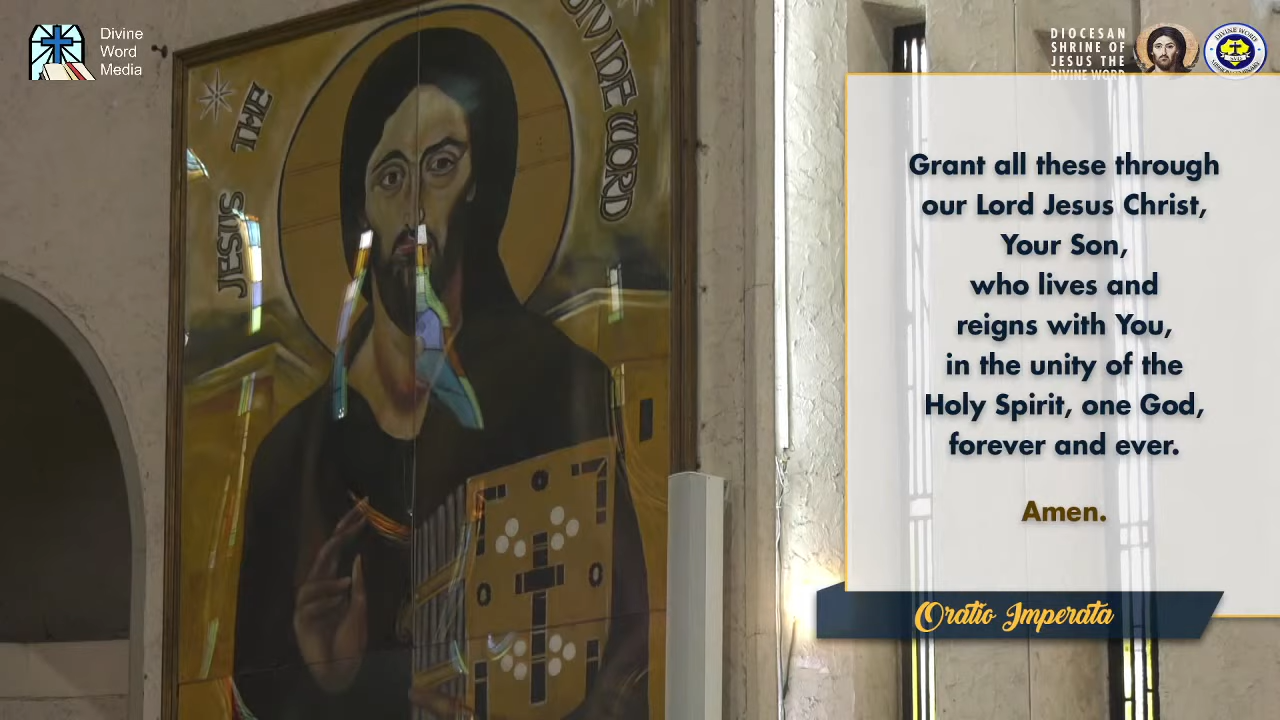 Divine
Word
Media
JESUS THE
DIVINE WORD
DIOCESAN
SHRINE OF
JESUS THE
DIVINE WORD
Grant all these through
our Lord Jesus Christ,
Your Son,
who lives and
reigns with You,
in the unity of the
Holy Spirit, one God,
forever and ever.
Amen.
Oratio Imperata